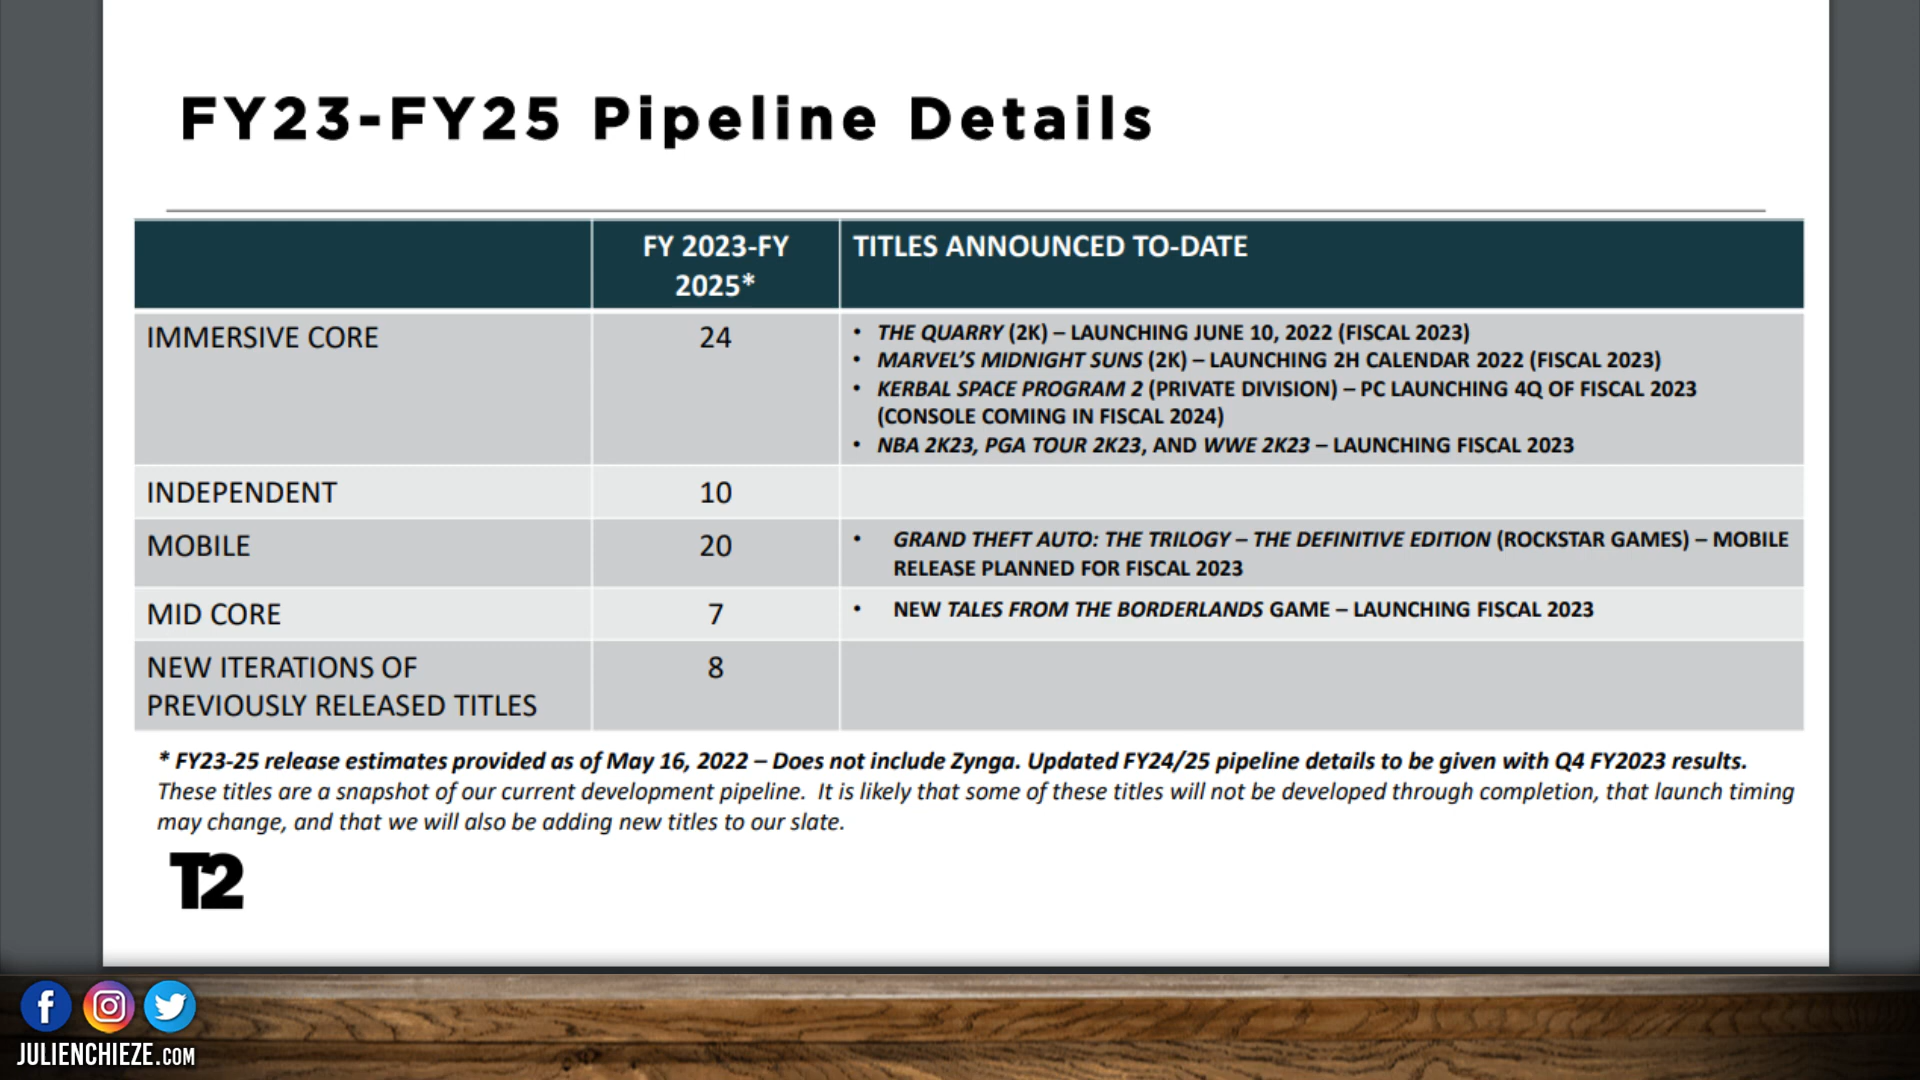 FY23-FY25 Pipeline Details
FY 2023-FY
2025*
TITLES ANNOUNCED TO-DATE
IMMERSIVE CORE
24
• THE QUARRY (2K) – LAUNCHING JUNE 10, 2022 (FISCAL 2023)
• MARVEL'S MIDNIGHT SUNS (2K) – LAUNCHING 2H CALENDAR 2022 (FISCAL 2023)
• KERBAL SPACE PROGRAM 2 (PRIVATE DIVISION) – PC LAUNCHING 4Q OF FISCAL 2023
(CONSOLE COMING IN FISCAL 2024)
• NBA 2K23, PGA TOUR 2K23, AND WWE 2K23 – LAUNCHING FISCAL 2023
INDEPENDENT
10
MOBILE
20
• GRAND THEFT AUTO: THE TRILOGY – THE DEFINITIVE EDITION (ROCKSTAR GAMES) – MOBILE
RELEASE PLANNED FOR FISCAL 2023
MID CORE
7
• NEW TALES FROM THE BORDERLANDS GAME – LAUNCHING FISCAL 2023
NEW ITERATIONS OF
PREVIOUSLY RELEASED TITLES
8
* FY23-25 release estimates provided as of May 16, 2022 – Does not include Zynga. Updated FY24/25 pipeline details to be given with Q4 FY2023 results.
These titles are a snapshot of our current development pipeline.  It is likely that some of these titles will not be developed through completion, that launch timing
may change, and that we will also be adding new titles to our slate.
T2
JULIENCHIEZE.COM